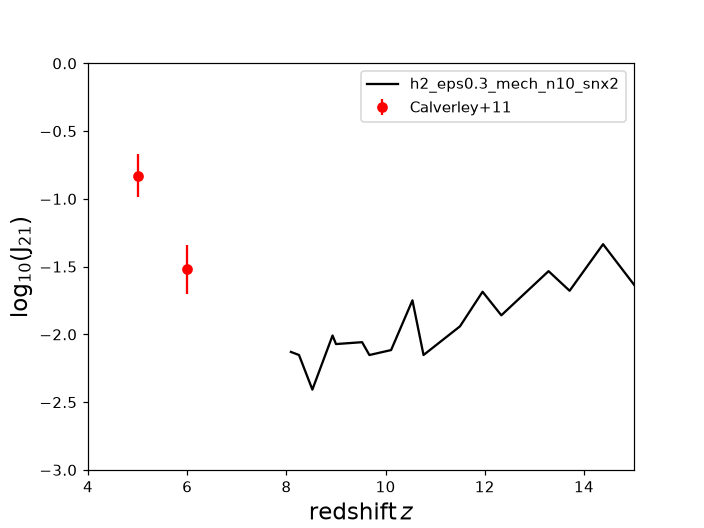 h2_eps0.3_mech_n10_snx2
Calverley+11
0.0
−0.5
−1.0
−1.5
−2.0
−2.5
−3.0
log₁₀(J₂₁)
4 6 8 10 12 14
redshift z